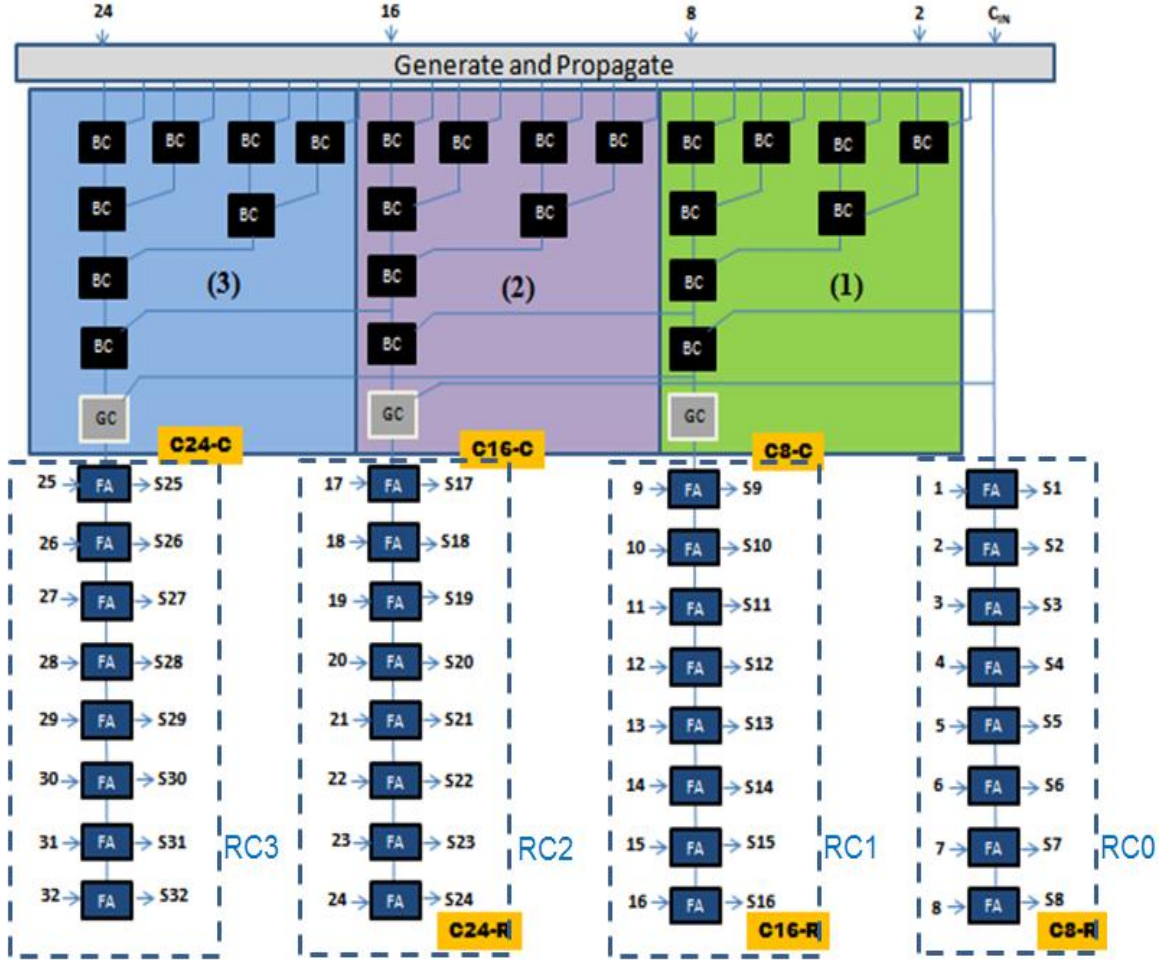 24 16 8 2 CIN
Generate and Propagate
BC BC BC BC BC BC BC BC BC BC BC BC
BC BC BC BC BC BC
BC BC BC
(3) (2) (1)
BC BC BC
GC GC GC
C24-C C16-C C8-C
25 FA S25 17 FA S17 9 FA S9 1 FA S1
26 FA S26 18 FA S18 10 FA S10 2 FA S2
27 FA S27 19 FA S19 11 FA S11 3 FA S3
28 FA S28 20 FA S20 12 FA S12 4 FA S4
29 FA S29 21 FA S21 13 FA S13 5 FA S5
30 FA S30 22 FA S22 14 FA S14 6 FA S6
31 FA S31 RC3 23 FA S23 RC2 15 FA S15 RC1 7 FA S7 RC0
32 FA S32 24 FA S24 16 FA S16 8 FA S8
C24-R C16-R C8-R